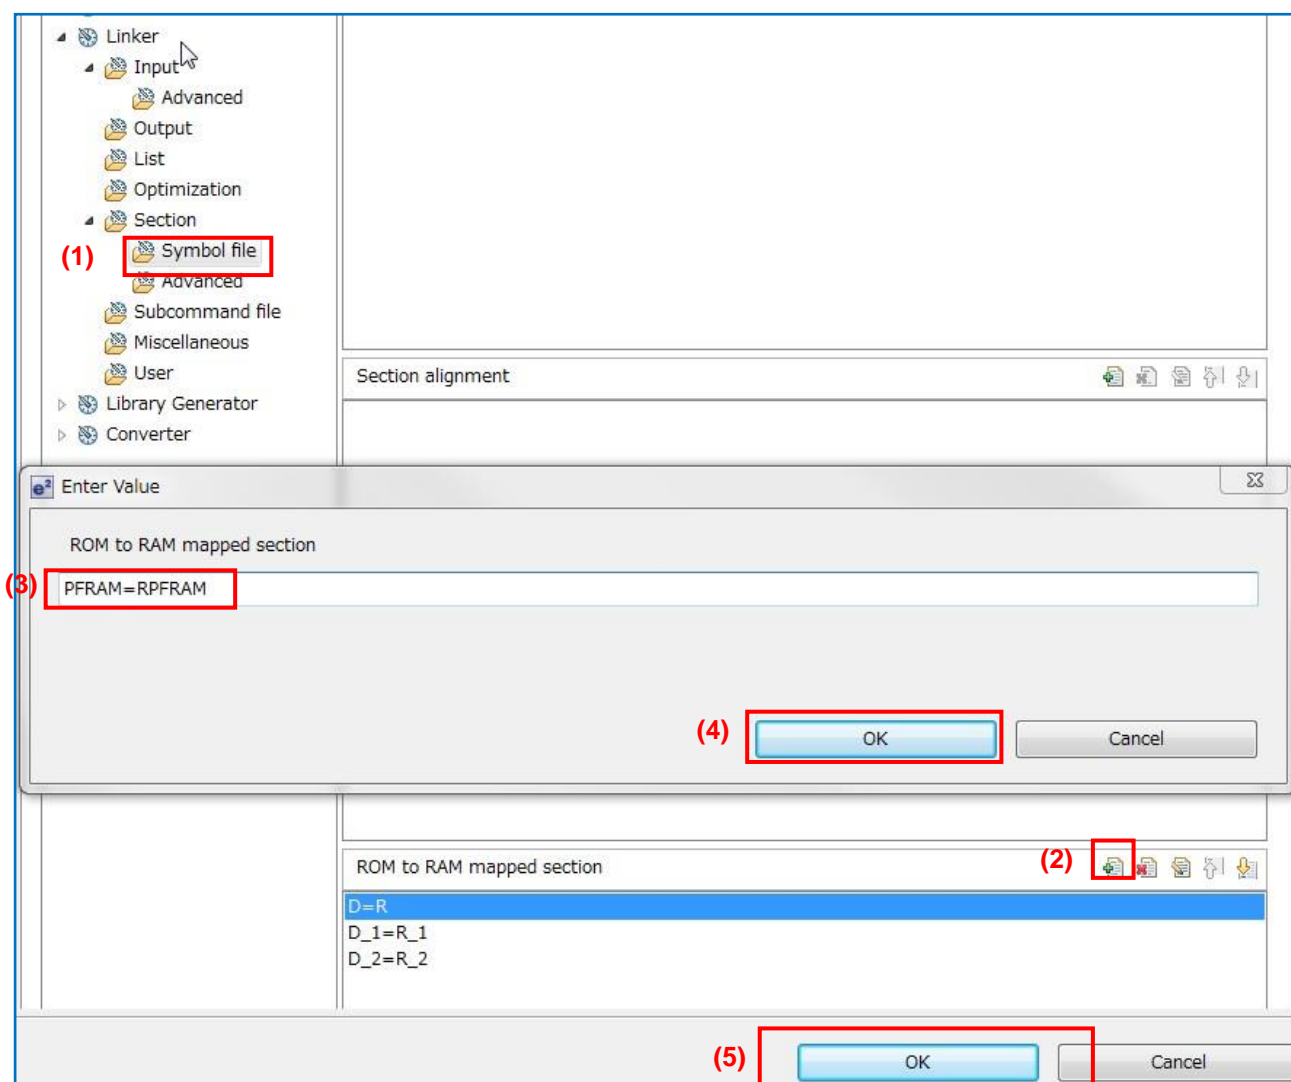 Linker
Input
Advanced
Output
List
Optimization
Section
(1) Symbol file
Advanced
Subcommand file
Miscellaneous
User
Library Generator
Converter
Section alignment
e² Enter Value
ROM to RAM mapped section
(3) PFRAM=RPFRAM
(4) OK Cancel
ROM to RAM mapped section (2)
D=R
D_1=R_1
D_2=R_2
(5) OK Cancel